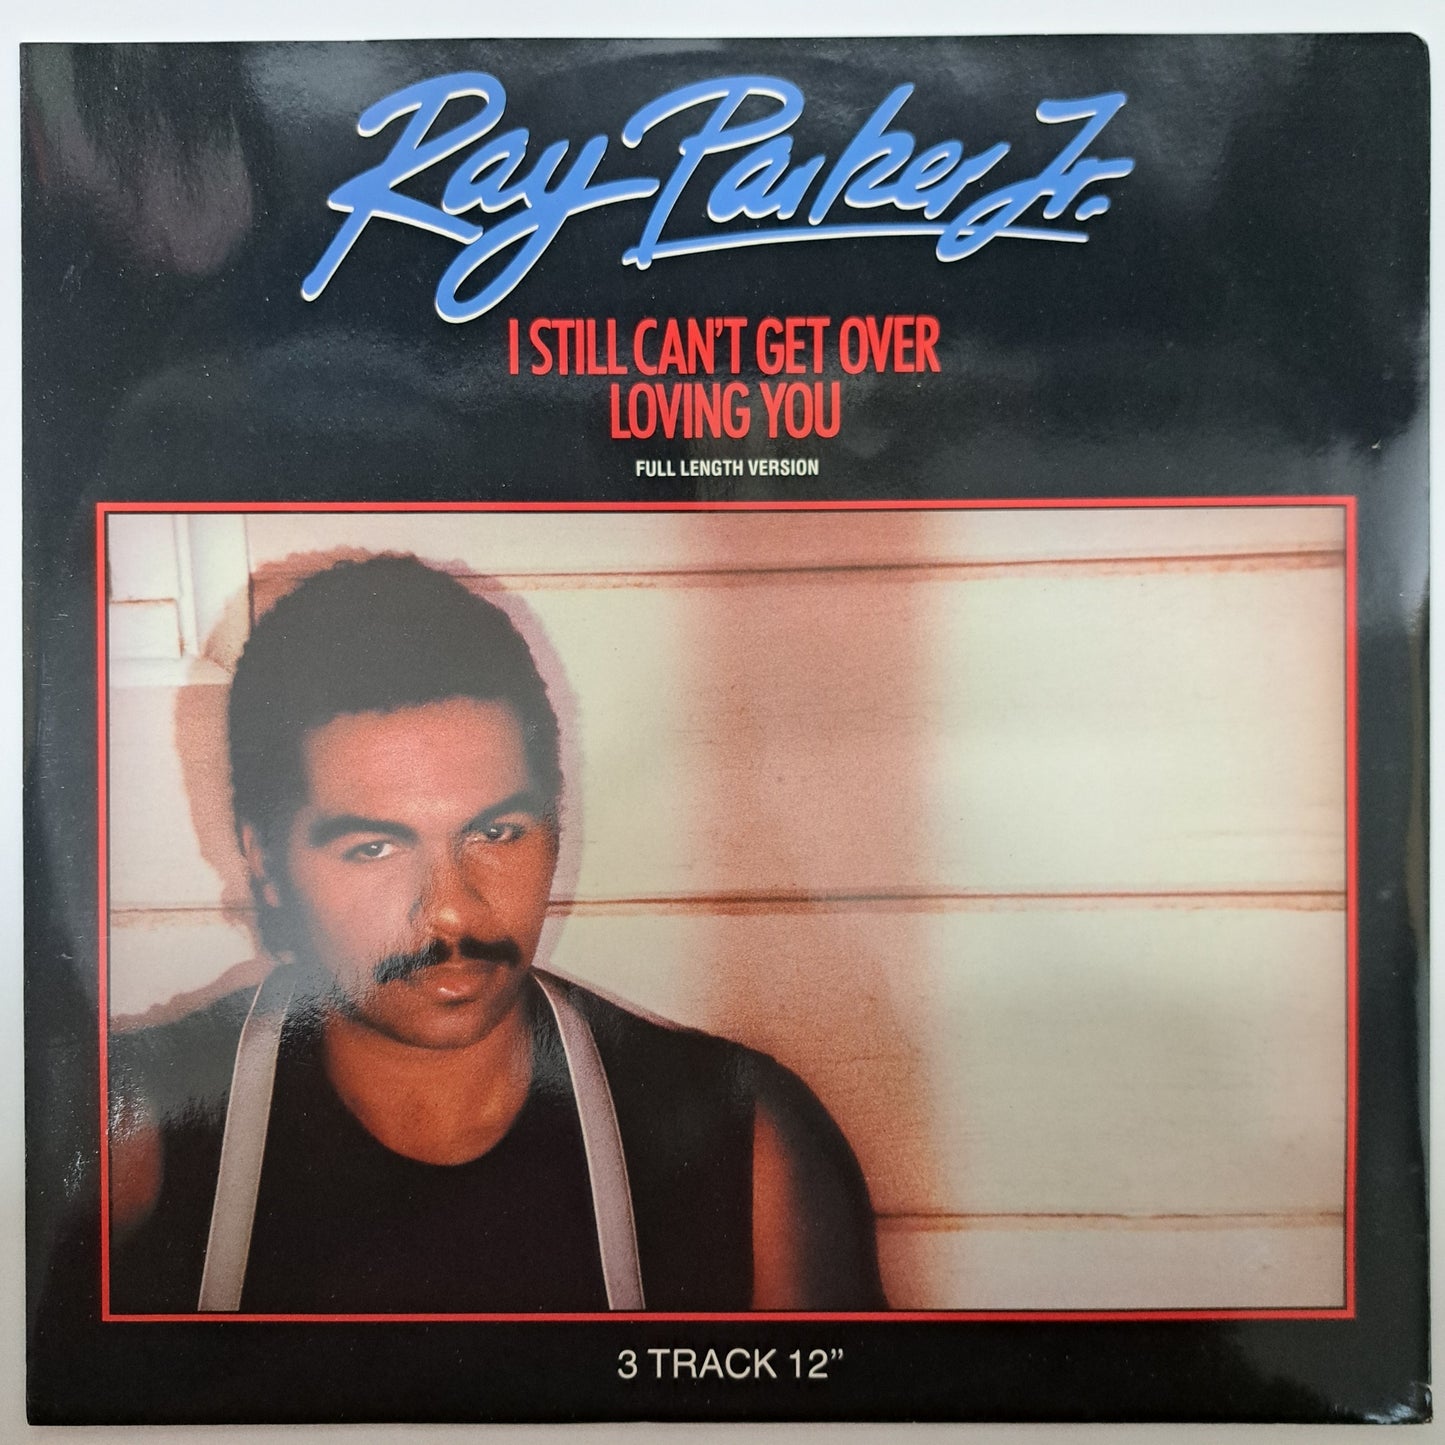 Ray Parker Jr.
I STILL CAN'T GET OVER
LOVING YOU
FULL LENGTH VERSION
3 TRACK 12”